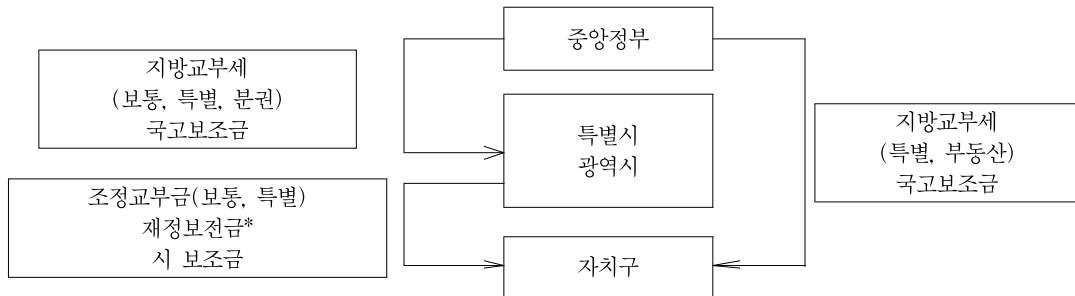 중앙정부
지방교부세
(보통, 특별, 분권)
국고보조금
특별시
광역시
지방교부세
(특별, 부동산)
국고보조금
조정교부금(보통, 특별)
재정보전금*
시 보조금
자치구